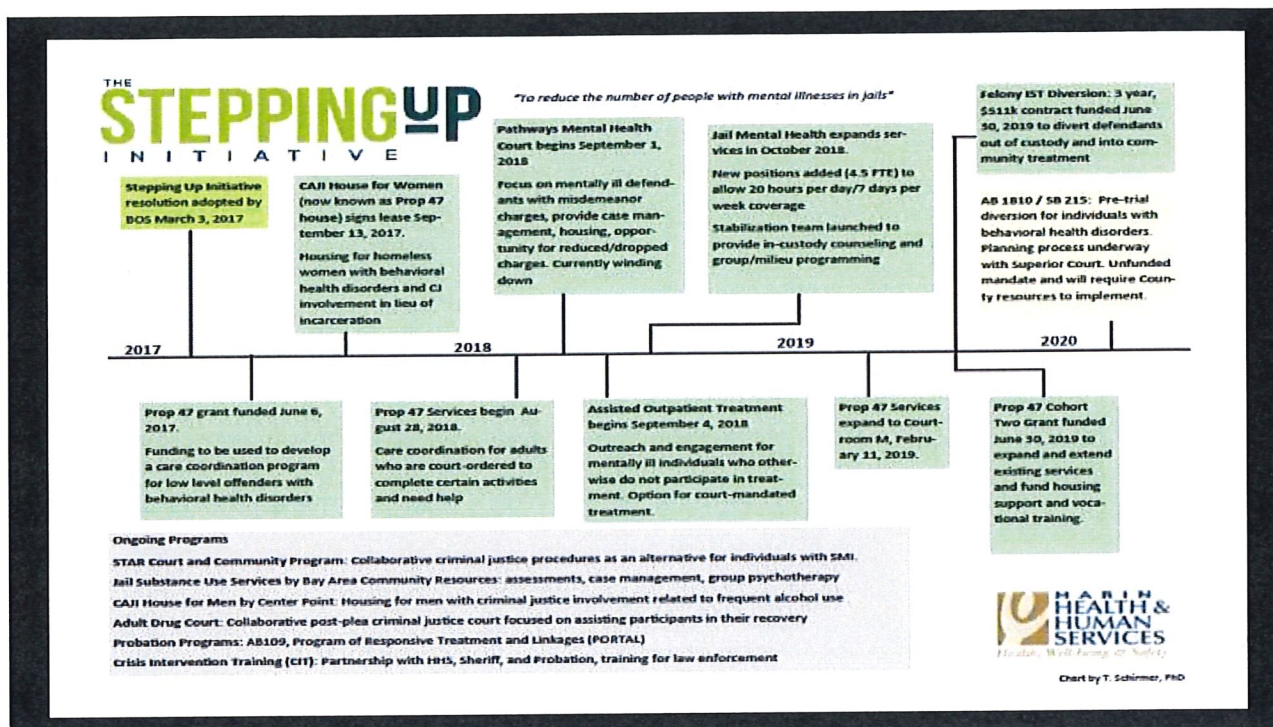 THE
STEPPING UP
INITIATIVE
"To reduce the number of people with mental illnesses in jails"
Stepping Up Initiative
resolution adopted by
BOS March 3, 2017
CAJI House for Women
(now known as Prop 47
house) signs lease Sep-
tember 13, 2017.
Housing for homeless
women with behavioral
health disorders and CJ
involvement in lieu of
incarceration
Pathways Mental Health
Court begins September 1,
2018
Focus on mentally ill defend-
ants with misdemeanor
charges, provide case man-
agement, housing, oppor-
tunity for reduced/dropped
charges. Currently winding
down
Jail Mental Health expands ser-
vices in October 2018.
New positions added (4.5 FTE) to
allow 20 hours per day/7 days per
week coverage
Stabilization team launched to
provide in-custody counseling and
group/milieu programming
Felony IST Diversion: 3 year,
$511k contract funded June
30, 2019 to divert defendants
out of custody and into com-
munity treatment
AB 1810 / SB 215: Pre-trial
diversion for individuals with
behavioral health disorders.
Planning process underway
with Superior Court. Unfunded
mandate and will require Coun-
ty resources to implement.
2017
2018
2019
2020
Prop 47 grant funded June 6,
2017.
Funding to be used to develop
a care coordination program
for low level offenders with
behavioral health disorders
Prop 47 Services begin Au-
gust 28, 2018.
Care coordination for adults
who are court-ordered to
complete certain activities
and need help
Assisted Outpatient Treatment
begins September 4, 2018
Outreach and engagement for
mentally ill individuals who other-
wise do not participate in treat-
ment. Option for court-mandated
treatment.
Prop 47 Services
expand to Court-
room M, Febru-
ary 11, 2019.
Prop 47 Cohort
Two Grant funded
June 30, 2019 to
expand and extend
existing services
and fund housing
support and voca-
tional training.
Ongoing Programs
STAR Court and Community Program: Collaborative criminal justice procedures as an alternative for individuals with SMI.
Jail Substance Use Services by Bay Area Community Resources: assessments, case management, group psychotherapy
CAJI House for Men by Center Point: Housing for men with criminal justice involvement related to frequent alcohol use
Adult Drug Court: Collaborative post-plea criminal justice court focused on assisting participants in their recovery
Probation Programs: AB109, Program of Responsive Treatment and Linkages (PORTAL)
Crisis Intervention Training (CIT): Partnership with HHS, Sheriff, and Probation, training for law enforcement
MARIN
HEALTH &
HUMAN
SERVICES
Health, Well-being & Safety
Chart by T. Schirmer, PhD